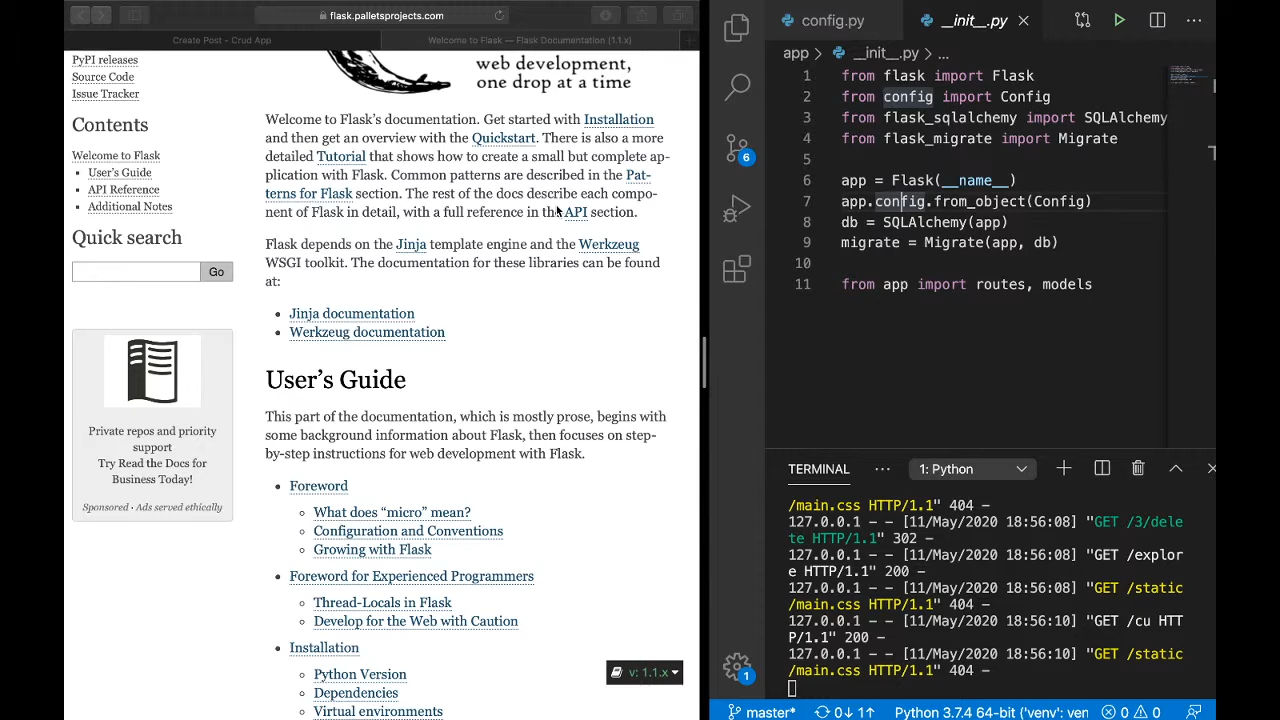 flask.palletsprojects.com
Create Post - Crud App
Welcome to Flask — Flask Documentation (1.1.x)
PyPI releases
Source Code
Issue Tracker
Contents
Welcome to Flask
User's Guide
API Reference
Additional Notes
Quick search
Go
Private repos and priority
support
Try Read the Docs for
Business Today!
Sponsored · Ads served ethically
web development,
one drop at a time
Welcome to Flask's documentation. Get started with Installation
and then get an overview with the Quickstart. There is also a more
detailed Tutorial that shows how to create a small but complete ap-
plication with Flask. Common patterns are described in the Pat-
terns for Flask section. The rest of the docs describe each compo-
nent of Flask in detail, with a full reference in the API section.
Flask depends on the Jinja template engine and the Werkzeug
WSGI toolkit. The documentation for these libraries can be found
at:
Jinja documentation
Werkzeug documentation
User's Guide
This part of the documentation, which is mostly prose, begins with
some background information about Flask, then focuses on step-
by-step instructions for web development with Flask.
Foreword
What does "micro" mean?
Configuration and Conventions
Growing with Flask
Foreword for Experienced Programmers
Thread-Locals in Flask
Develop for the Web with Caution
Installation
Python Version
Dependencies
Virtual environments
v: 1.1.x
6
1
config.py
__init__.py
app > __init__.py > ...
1 from flask import Flask
2 from config import Config
3 from flask_sqlalchemy import SQLAlchemy
4 from flask_migrate import Migrate
5
6 app = Flask(__name__)
7 app.config.from_object(Config)
8 db = SQLAlchemy(app)
9 migrate = Migrate(app, db)
10
11 from app import routes, models
TERMINAL ... 1: Python
/main.css HTTP/1.1" 404 -
127.0.0.1 - - [11/May/2020 18:56:08] "GET /3/dele
te HTTP/1.1" 302 -
127.0.0.1 - - [11/May/2020 18:56:08] "GET /explor
e HTTP/1.1" 200 -
127.0.0.1 - - [11/May/2020 18:56:08] "GET /static
/main.css HTTP/1.1" 404 -
127.0.0.1 - - [11/May/2020 18:56:10] "GET /cu HTT
P/1.1" 200 -
127.0.0.1 - - [11/May/2020 18:56:10] "GET /static
/main.css HTTP/1.1" 404 -
master* 0↓ 1↑ Python 3.7.4 64-bit ('venv': ven 0 0